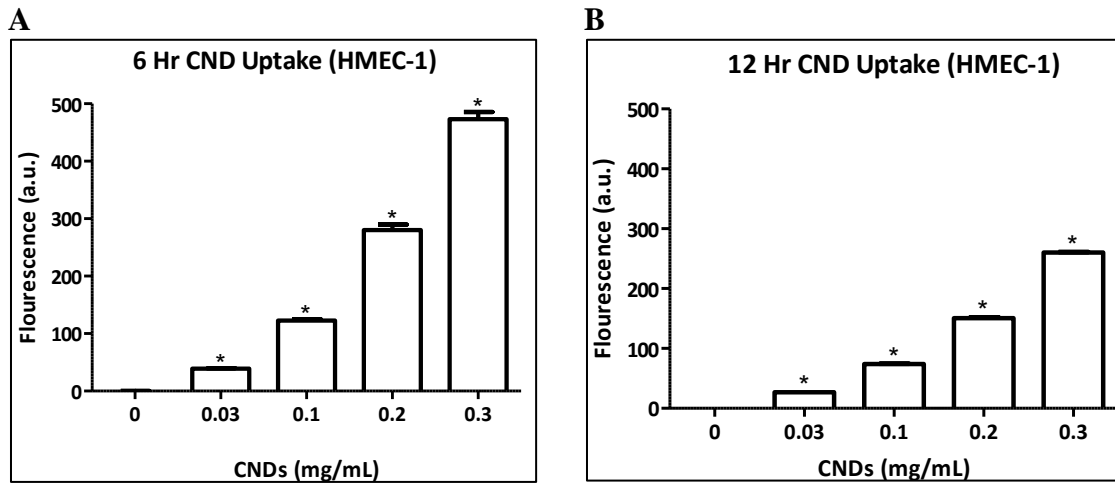 A
6 Hr CND Uptake (HMEC-1)
Flourescence (a.u.)
500
400
300
200
100
0
*
*
*
*
0 0.03 0.1 0.2 0.3
CNDs (mg/mL)
B
12 Hr CND Uptake (HMEC-1)
Flourescence (a.u.)
500
400
300
200
100
0
*
*
*
*
0 0.03 0.1 0.2 0.3
CNDs (mg/mL)